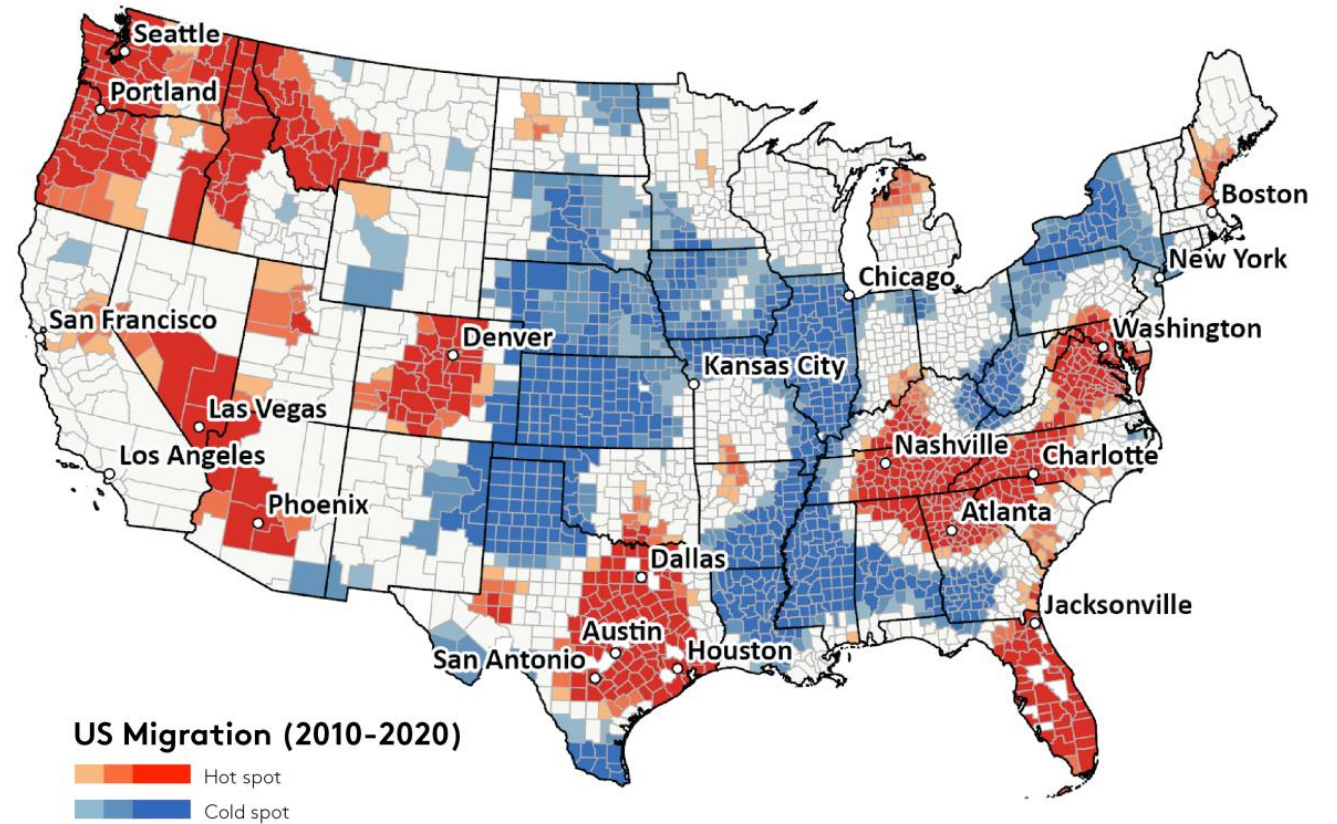 Seattle
Portland
Boston
New York
Chicago
San Francisco
Denver
Washington
Kansas City
Las Vegas
Los Angeles
Nashville
Charlotte
Phoenix
Atlanta
Dallas
Jacksonville
Austin
San Antonio
Houston
US Migration (2010-2020)
Hot spot
Cold spot